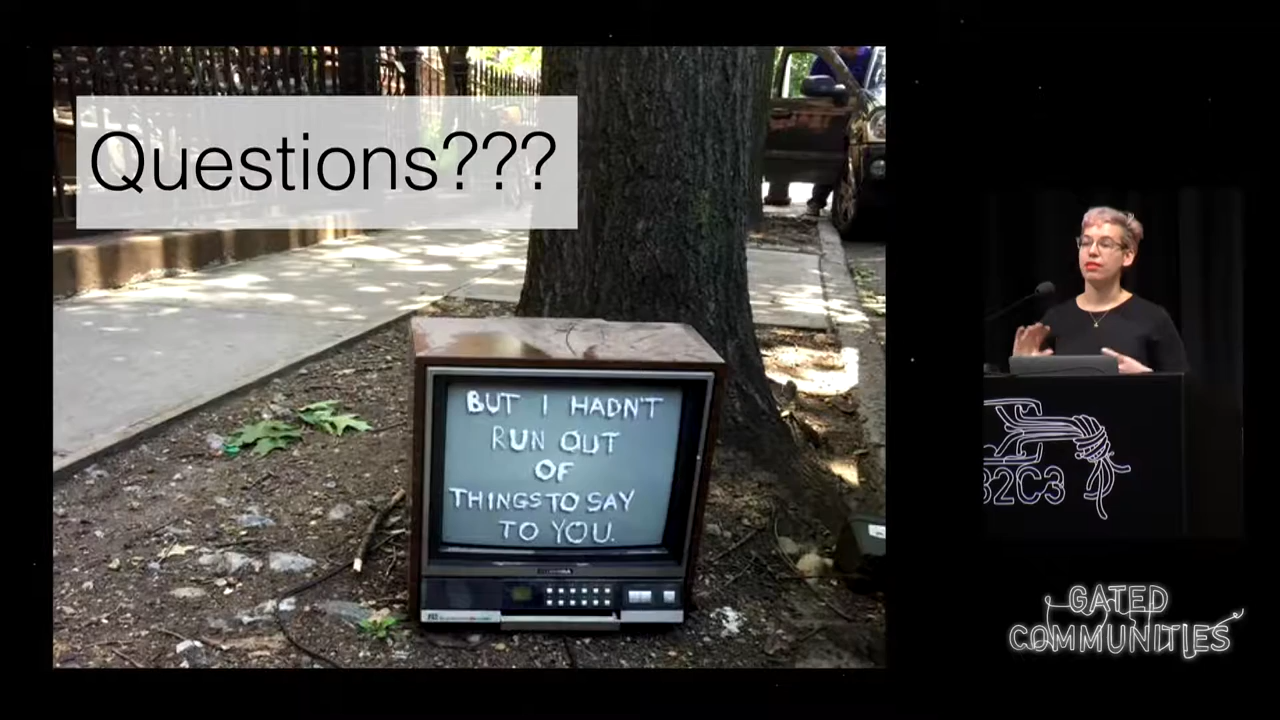 Questions???
BUT I HADN'T
RUN OUT
OF
THINGS TO SAY
TO YOU.
32C3
GATED
COMMUNITIES